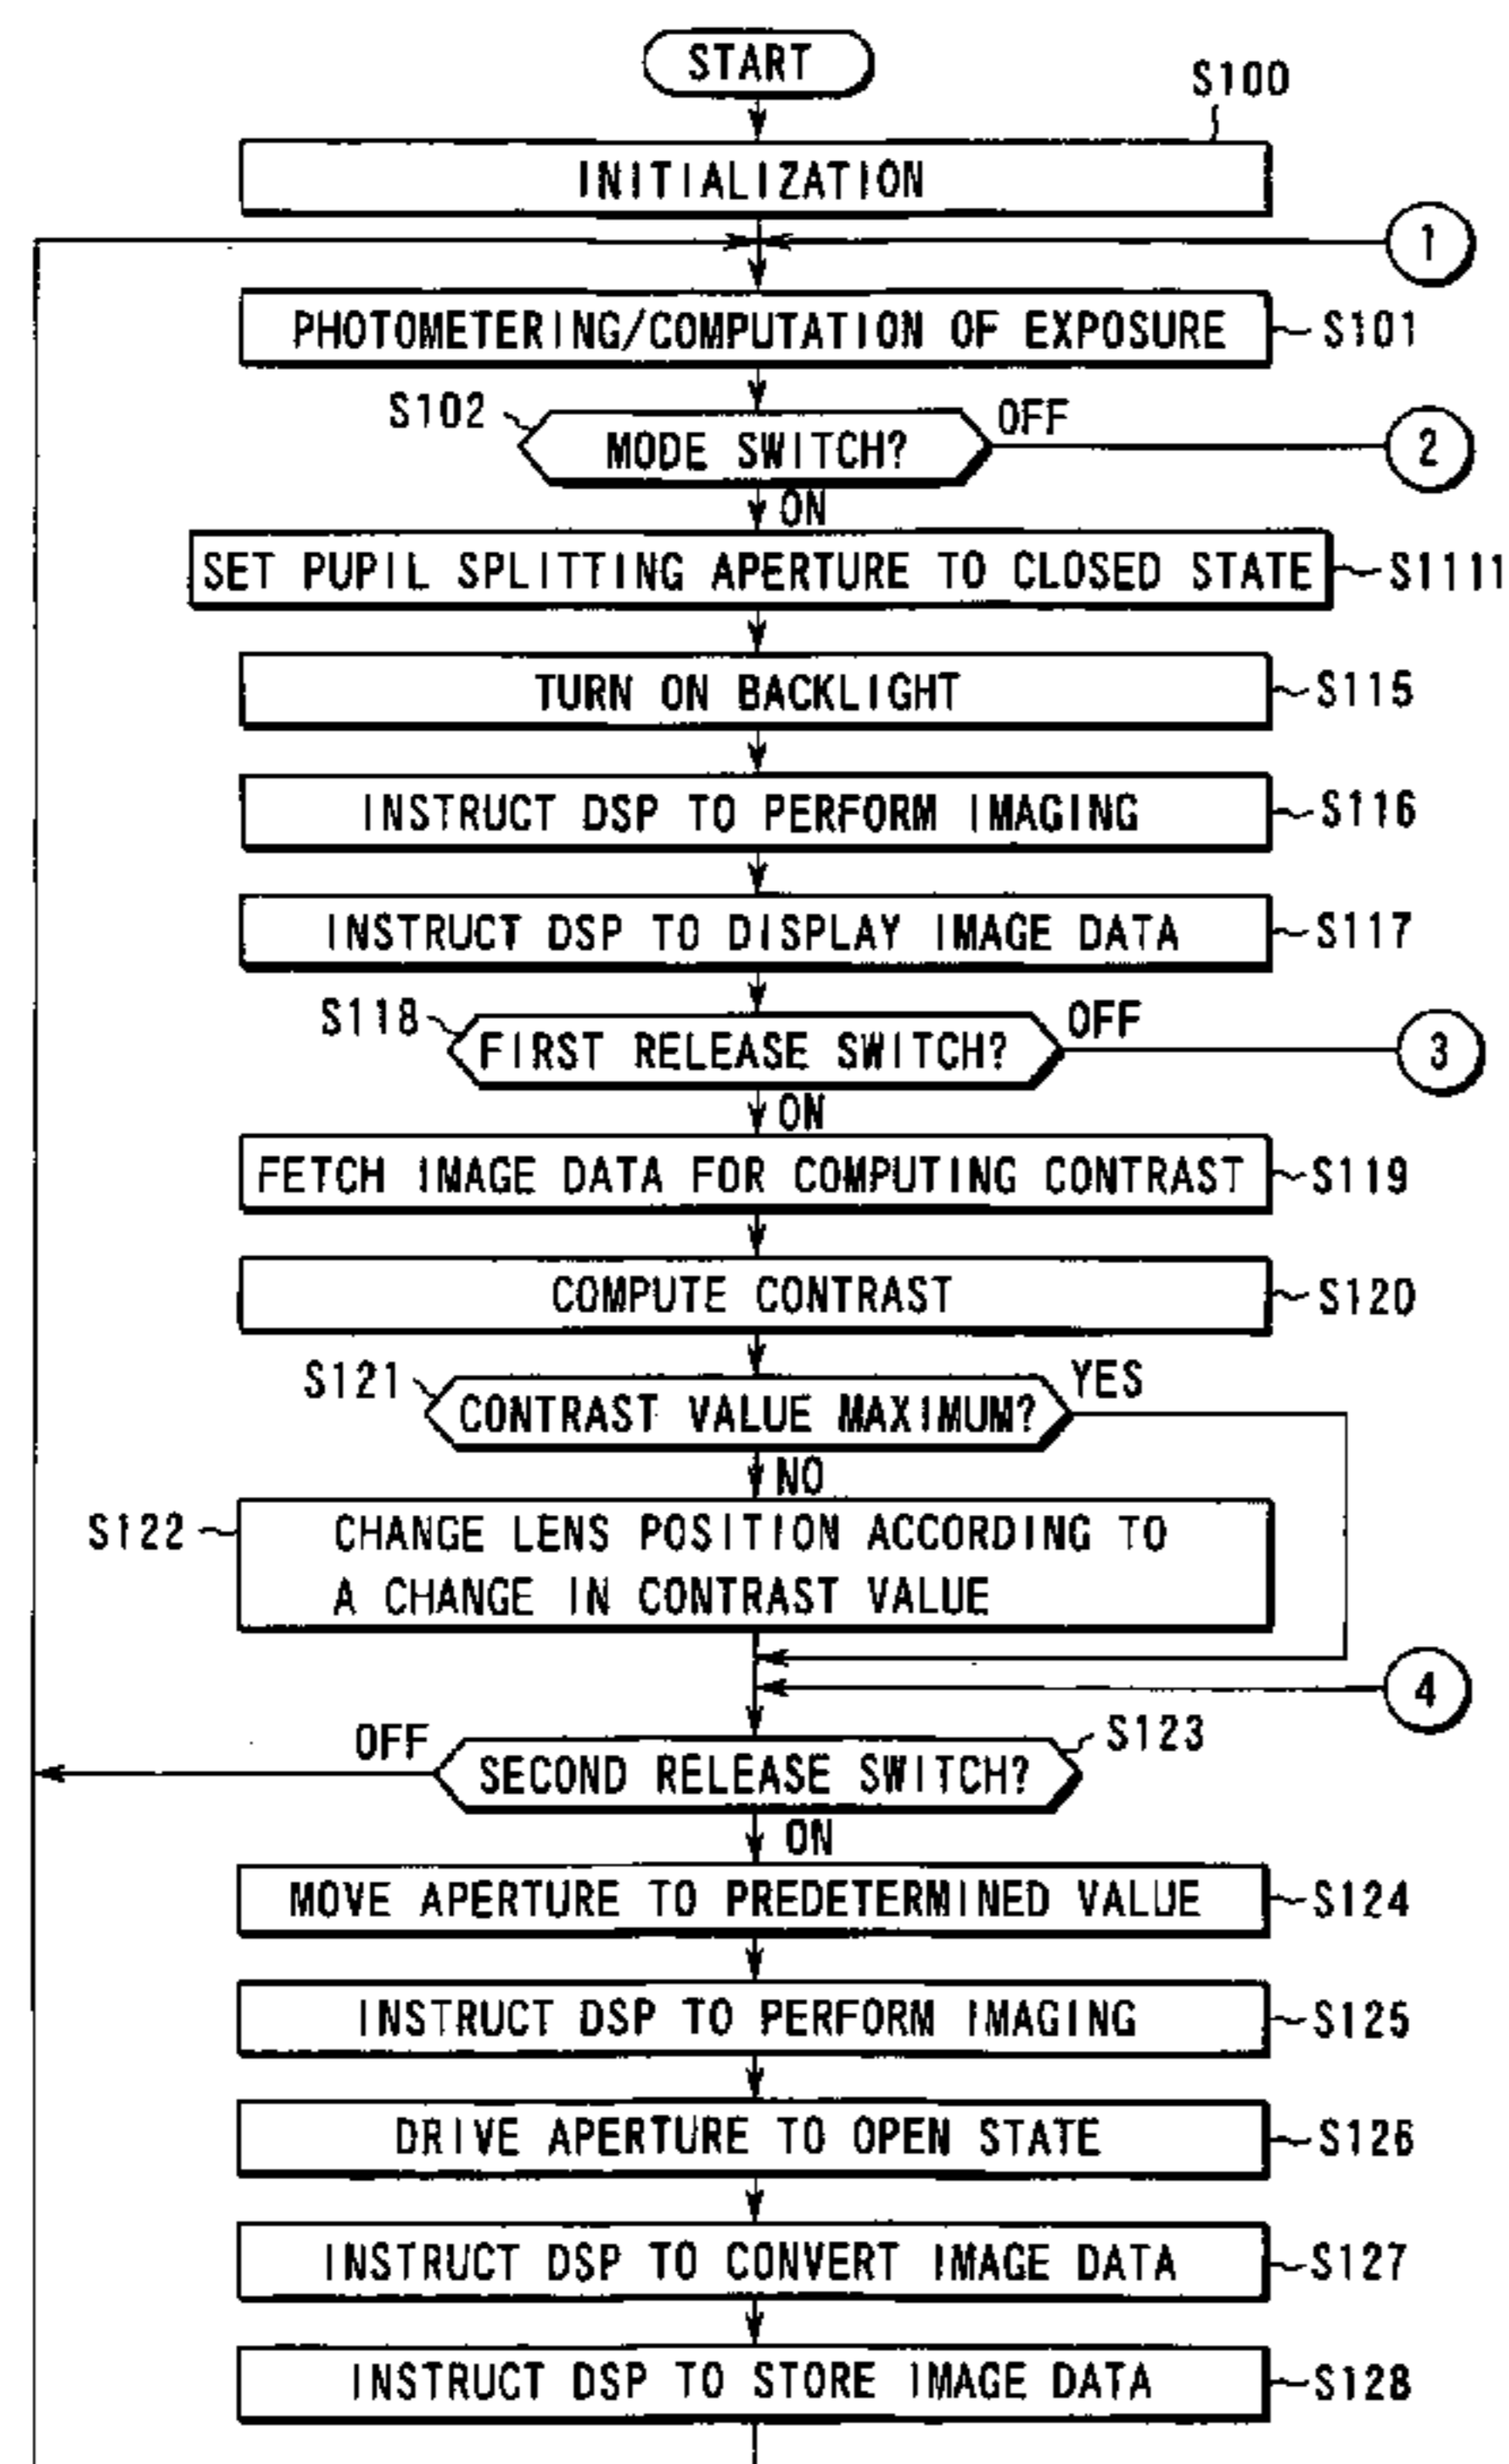 START
S100
INITIALIZATION
1
PHOTOMETERING/COMPUTATION OF EXPOSURE
S101
S102
MODE SWITCH?
OFF
2
ON
SET PUPIL SPLITTING APERTURE TO CLOSED STATE
S1111
TURN ON BACKLIGHT
S115
INSTRUCT DSP TO PERFORM IMAGING
S116
INSTRUCT DSP TO DISPLAY IMAGE DATA
S117
S118
FIRST RELEASE SWITCH?
OFF
3
ON
FETCH IMAGE DATA FOR COMPUTING CONTRAST
S119
COMPUTE CONTRAST
S120
S121
CONTRAST VALUE MAXIMUM?
YES
NO
S122
CHANGE LENS POSITION ACCORDING TO
A CHANGE IN CONTRAST VALUE
4
OFF
SECOND RELEASE SWITCH?
S123
ON
MOVE APERTURE TO PREDETERMINED VALUE
S124
INSTRUCT DSP TO PERFORM IMAGING
S125
DRIVE APERTURE TO OPEN STATE
S126
INSTRUCT DSP TO CONVERT IMAGE DATA
S127
INSTRUCT DSP TO STORE IMAGE DATA
S128